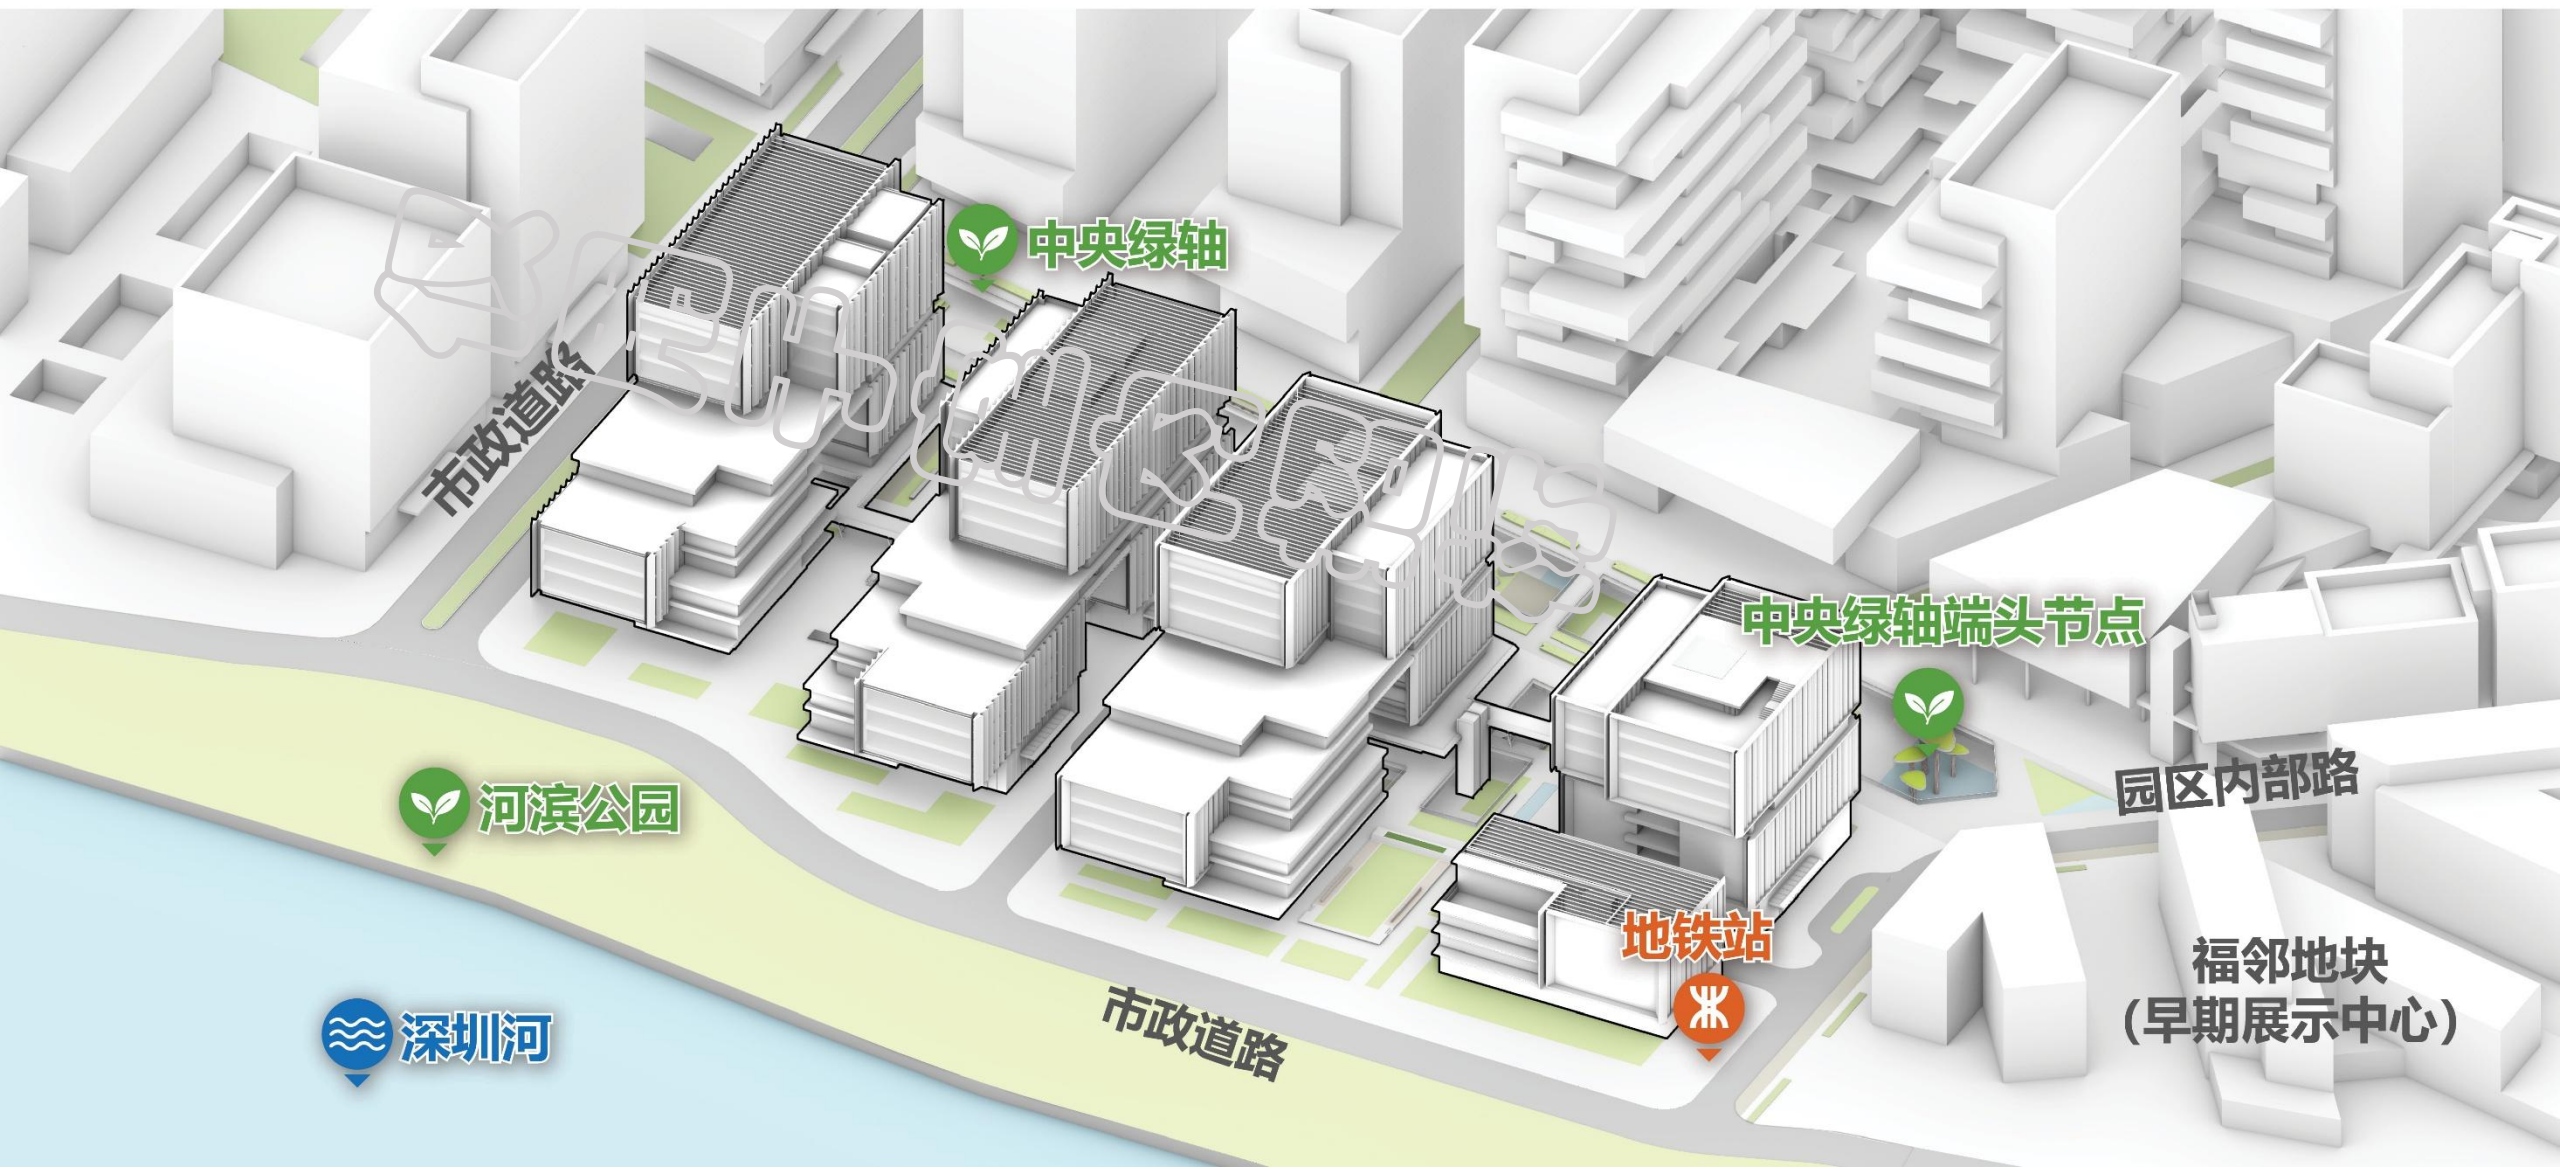 中央绿轴
市政道路
中央绿轴端头节点
园区内部路
河滨公园
地铁站
福邻地块
（早期展示中心）
深圳河
市政道路